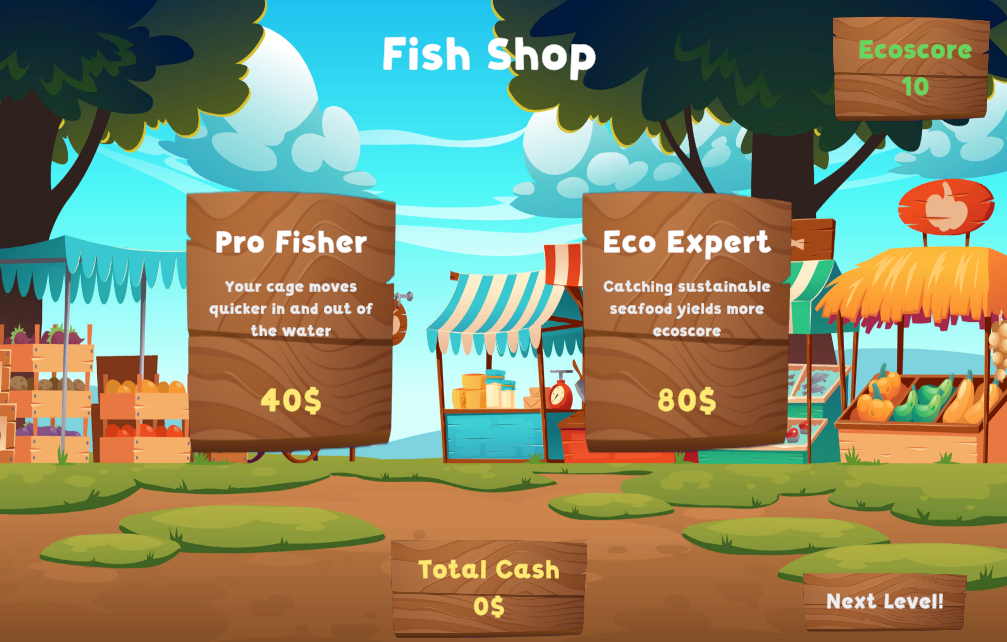 Fish Shop
Ecoscore
10
Pro Fisher
Your cage moves
quicker in and out of
the water
40$
Eco Expert
Catching sustainable
seafood yields more
ecoscore
80$
Total Cash
0$
Next Level!